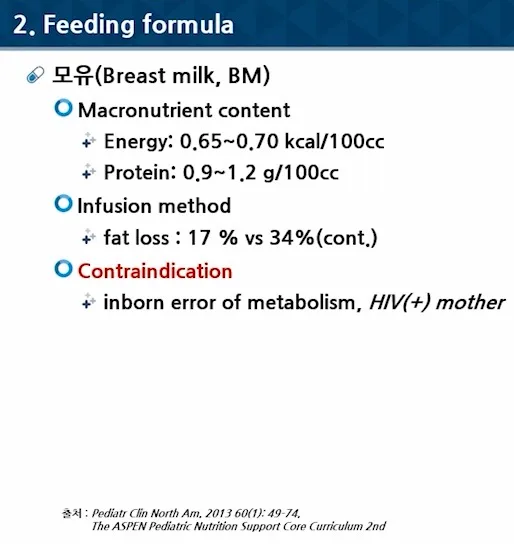 2. Feeding formula
모유(Breast milk, BM)
Macronutrient content
Energy: 0.65~0.70 kcal/100cc
Protein: 0.9~1.2 g/100cc
Infusion method
fat loss : 17 % vs 34%(cont.)
Contraindication
inborn error of metabolism, HIV(+) mother
출처 : Pediatr Clin North Am. 2013 60(1): 49-74.
The ASPEN Pediatric Nutrition Support Core Curriculum 2nd